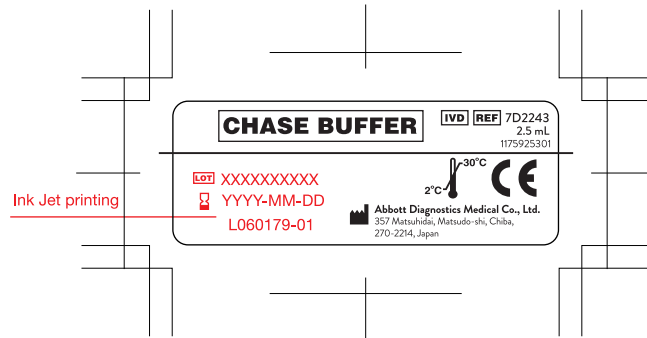 CHASE BUFFER
IVD REF 7D2243
2.5 mL
1175925301
LOT XXXXXXXXXX
YYYY-MM-DD
L060179-01
Ink Jet printing
30°C
2°C
CE
Abbott Diagnostics Medical Co., Ltd.
357 Matsuhidai, Matsudo-shi, Chiba,
270-2214, Japan